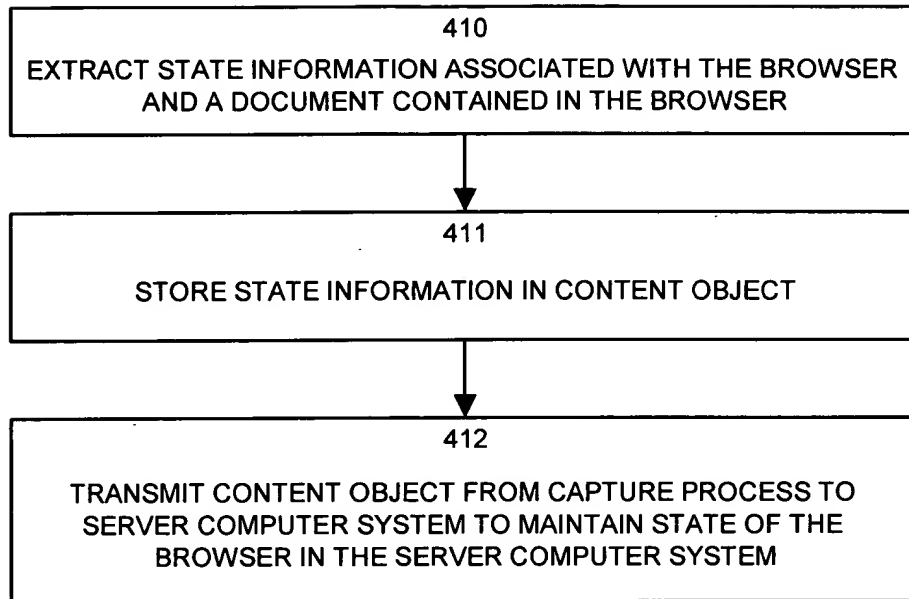 410
EXTRACT STATE INFORMATION ASSOCIATED WITH THE BROWSER
AND A DOCUMENT CONTAINED IN THE BROWSER
411
STORE STATE INFORMATION IN CONTENT OBJECT
412
TRANSMIT CONTENT OBJECT FROM CAPTURE PROCESS TO
SERVER COMPUTER SYSTEM TO MAINTAIN STATE OF THE
BROWSER IN THE SERVER COMPUTER SYSTEM